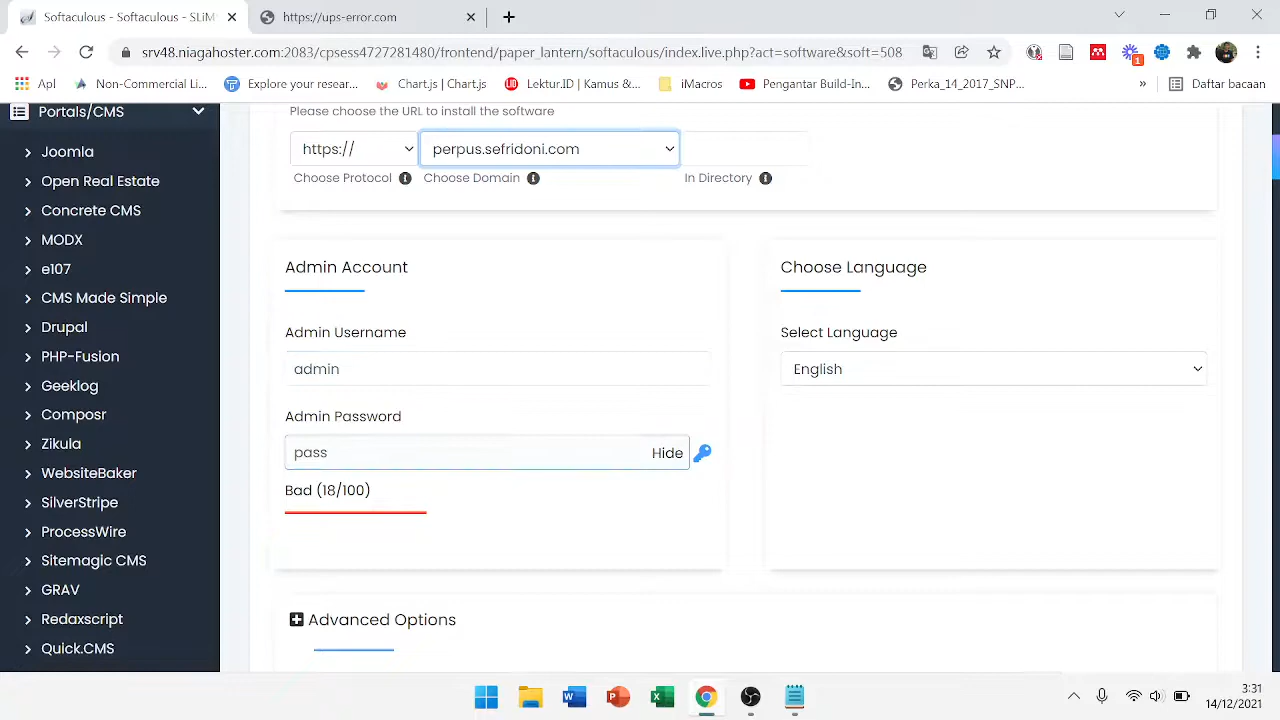 Softaculous - Softaculous - SLiM
https://ups-error.com
srv48.niagahoster.com:2083/cpsess4727281480/frontend/paper_lantern/softaculous/index.live.php?act=software&soft=508
1
Apl
Non-Commercial Li...
Explore your resear...
Chart.js | Chart.js
Lektur.ID | Kamus &...
iMacros
Pengantar Build-In...
Perka_14_2017_SNP...
»
Daftar bacaan
Portals/CMS
Joomla
Open Real Estate
Concrete CMS
MODX
e107
CMS Made Simple
Drupal
PHP-Fusion
Geeklog
Composr
Zikula
WebsiteBaker
SilverStripe
ProcessWire
Sitemagic CMS
GRAV
Redaxscript
Quick.CMS
Please choose the URL to install the software
https://
perpus.sefridoni.com
Choose Protocol
Choose Domain
In Directory
Admin Account
Admin Username
admin
Admin Password
pass
Hide
Bad (18/100)
Choose Language
Select Language
English
Advanced Options
3:31
14/12/2021